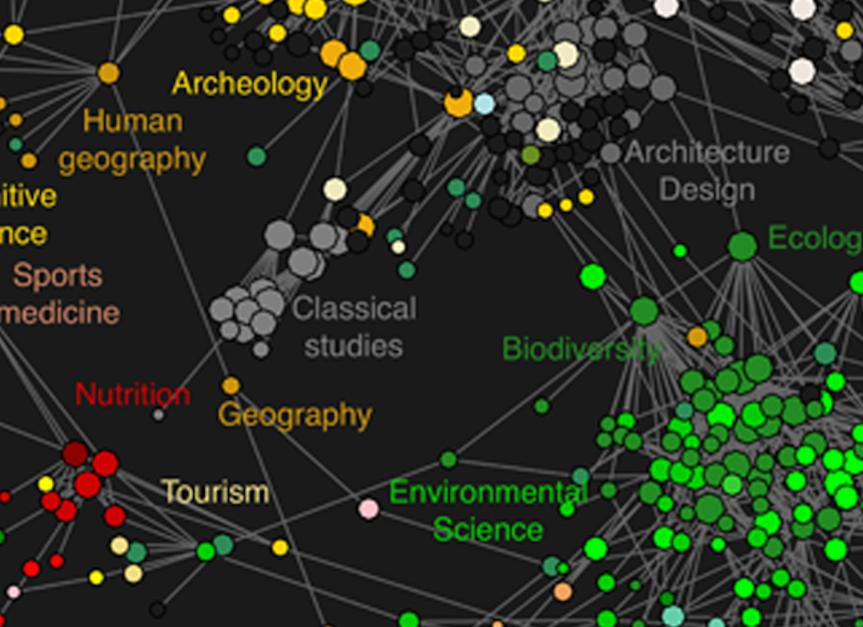 Archeology
Human
geography
itive
nce
Architecture
Design
Ecolog
Sports
medicine
Classical
studies
Biodiversity
Nutrition
Geography
Tourism
Environmental
Science